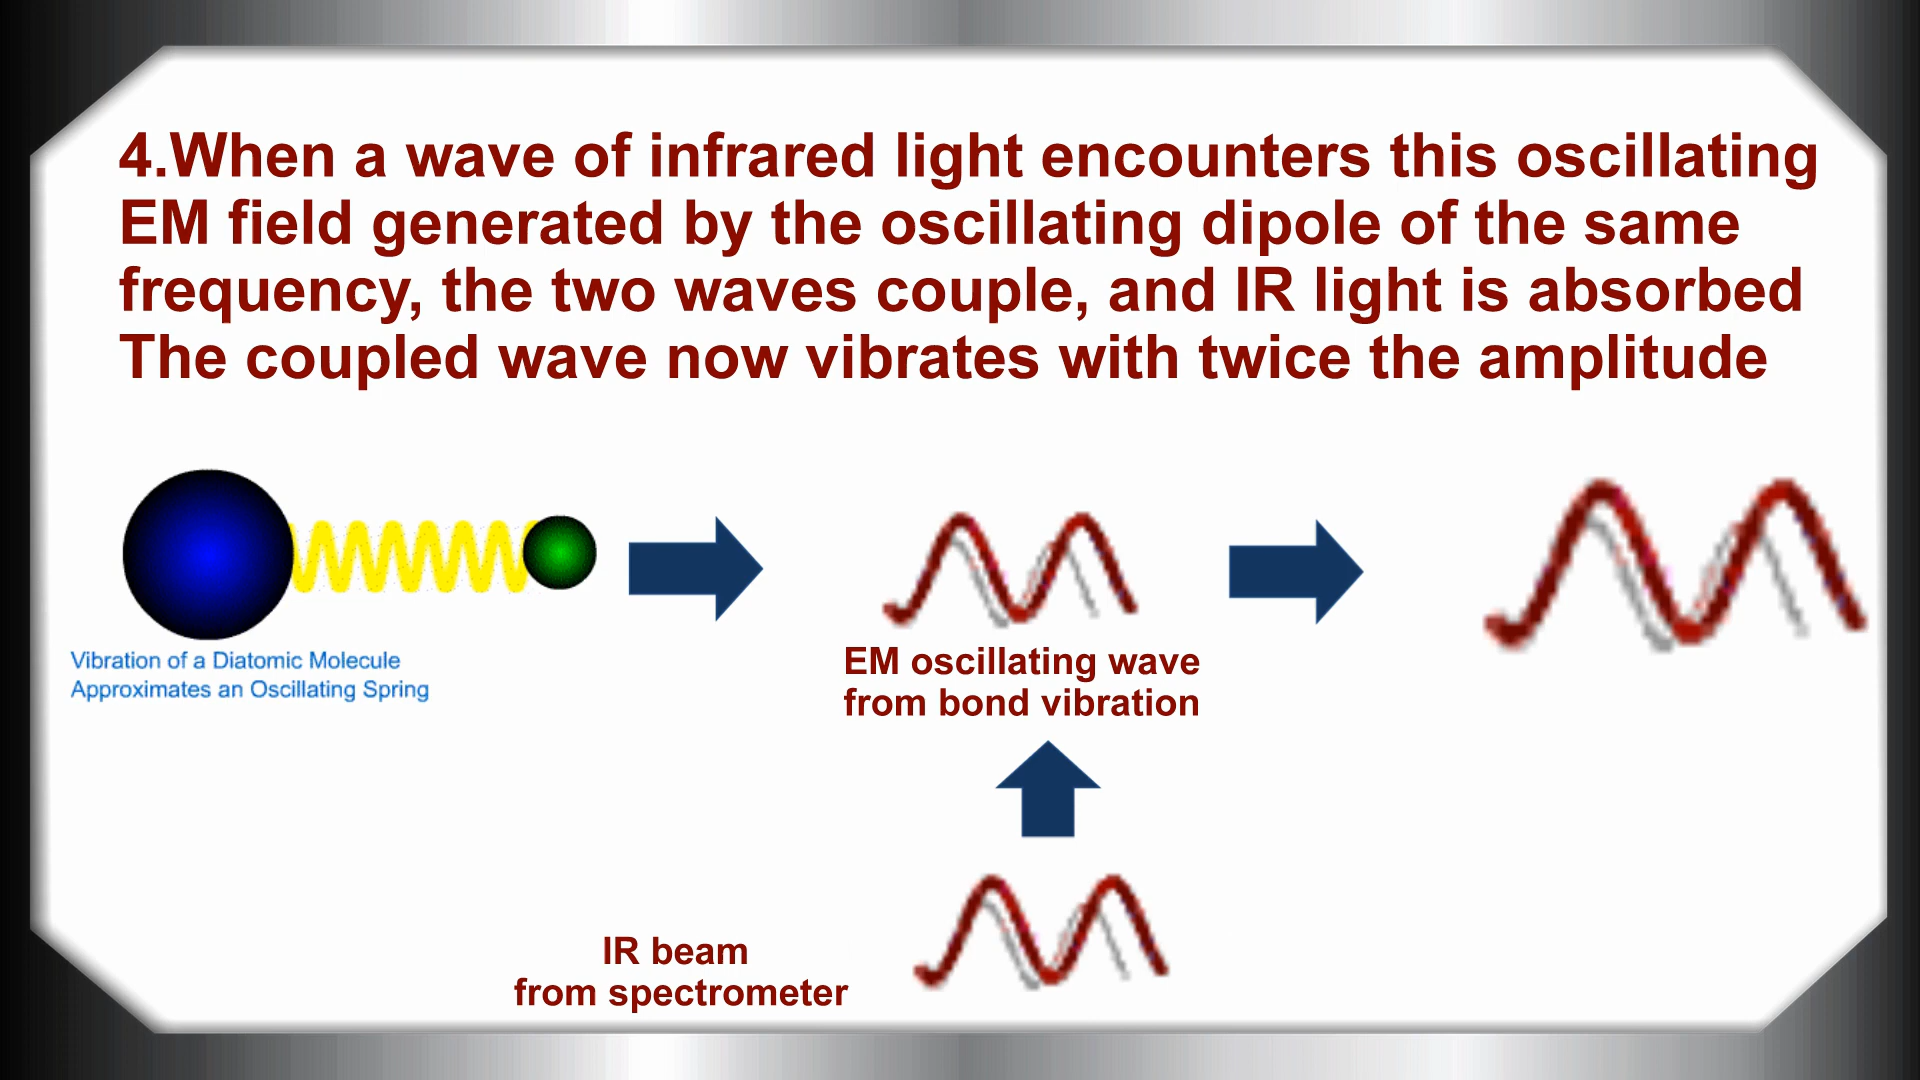 4.When a wave of infrared light encounters this oscillating
EM field generated by the oscillating dipole of the same
frequency, the two waves couple, and IR light is absorbed
The coupled wave now vibrates with twice the amplitude
Vibration of a Diatomic Molecule
Approximates an Oscillating Spring
EM oscillating wave
from bond vibration
IR beam
from spectrometer